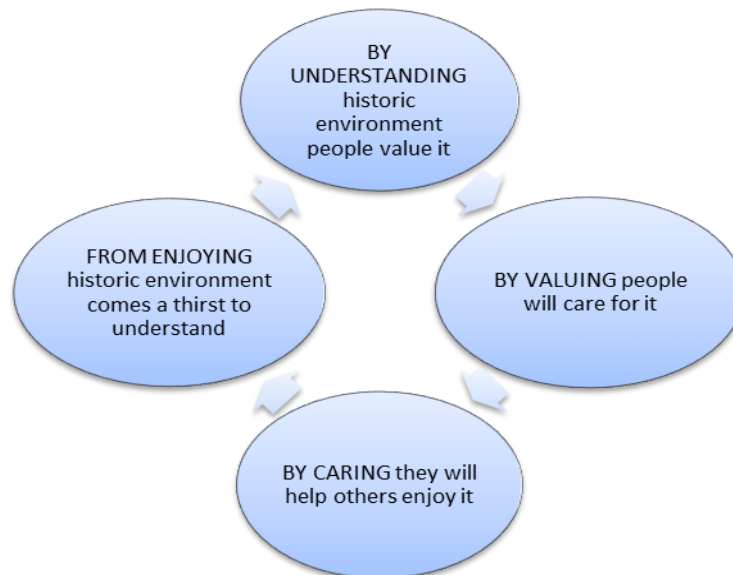 BY
UNDERSTANDING
historic
environment
people value it
BY VALUING people
will care for it
BY CARING they will
help others enjoy it
FROM ENJOYING
historic environment
comes a thirst to
understand